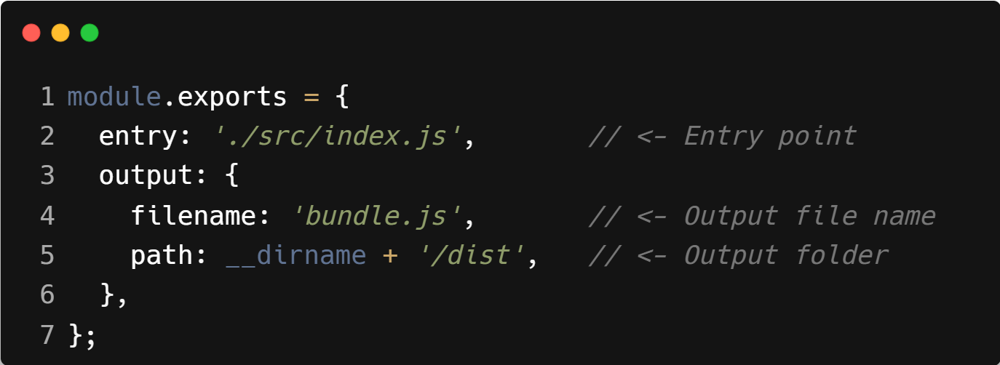 1 module.exports = {
2   entry: './src/index.js',       // <- Entry point
3   output: {
4     filename: 'bundle.js',       // <- Output file name
5     path: __dirname + '/dist',   // <- Output folder
6   },
7 };